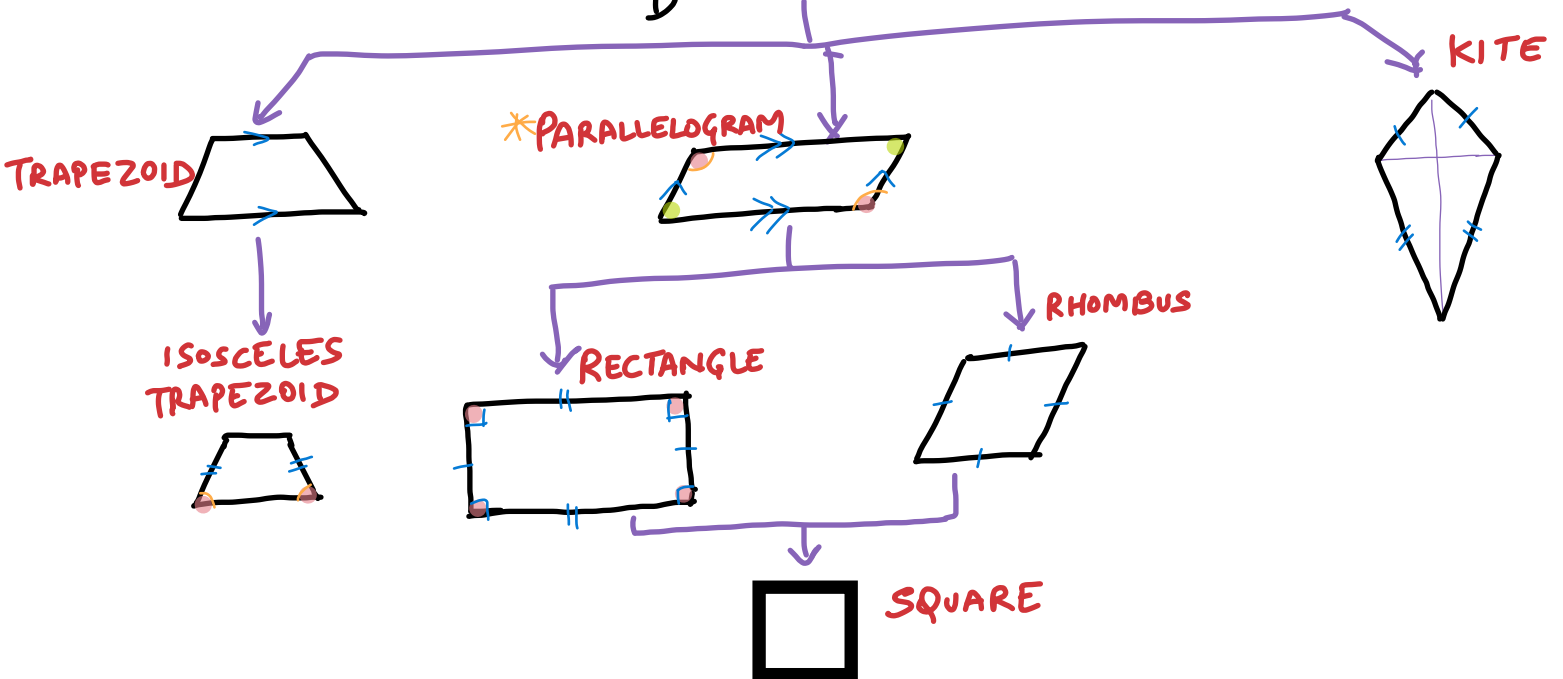 D
KITE
*PARALLELOGRAM
TRAPEZOID
RHOMBUS
ISOSCELES
TRAPEZOID
RECTANGLE
SQUARE